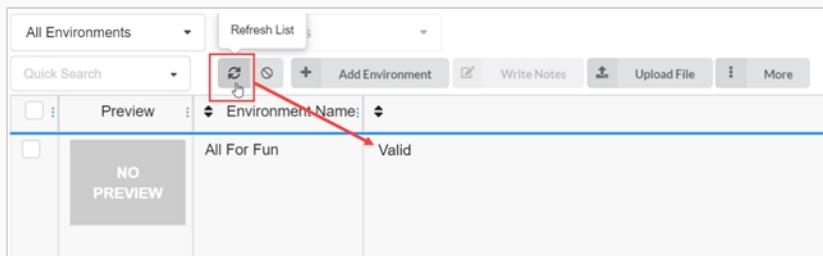 All Environments
Refresh List
s
Quick Search
Add Environment
Write Notes
Upload File
More
Preview
Environment Name
All For Fun
Valid
NO
PREVIEW